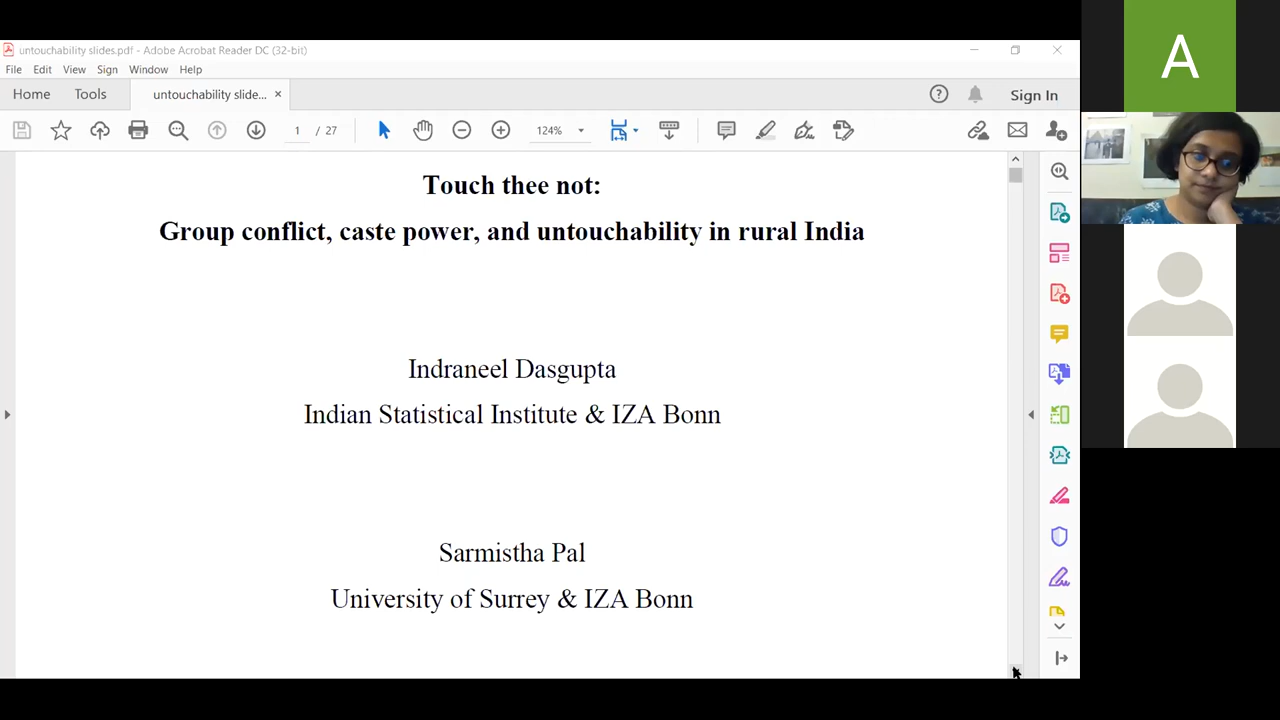 untouchability slides.pdf - Adobe Acrobat Reader DC (32-bit)
File Edit View Sign Window Help
Home Tools untouchability slide... × Sign In
1 / 27 124%
Touch thee not:
Group conflict, caste power, and untouchability in rural India
Indraneel Dasgupta
Indian Statistical Institute & IZA Bonn
Sarmistha Pal
University of Surrey & IZA Bonn
A